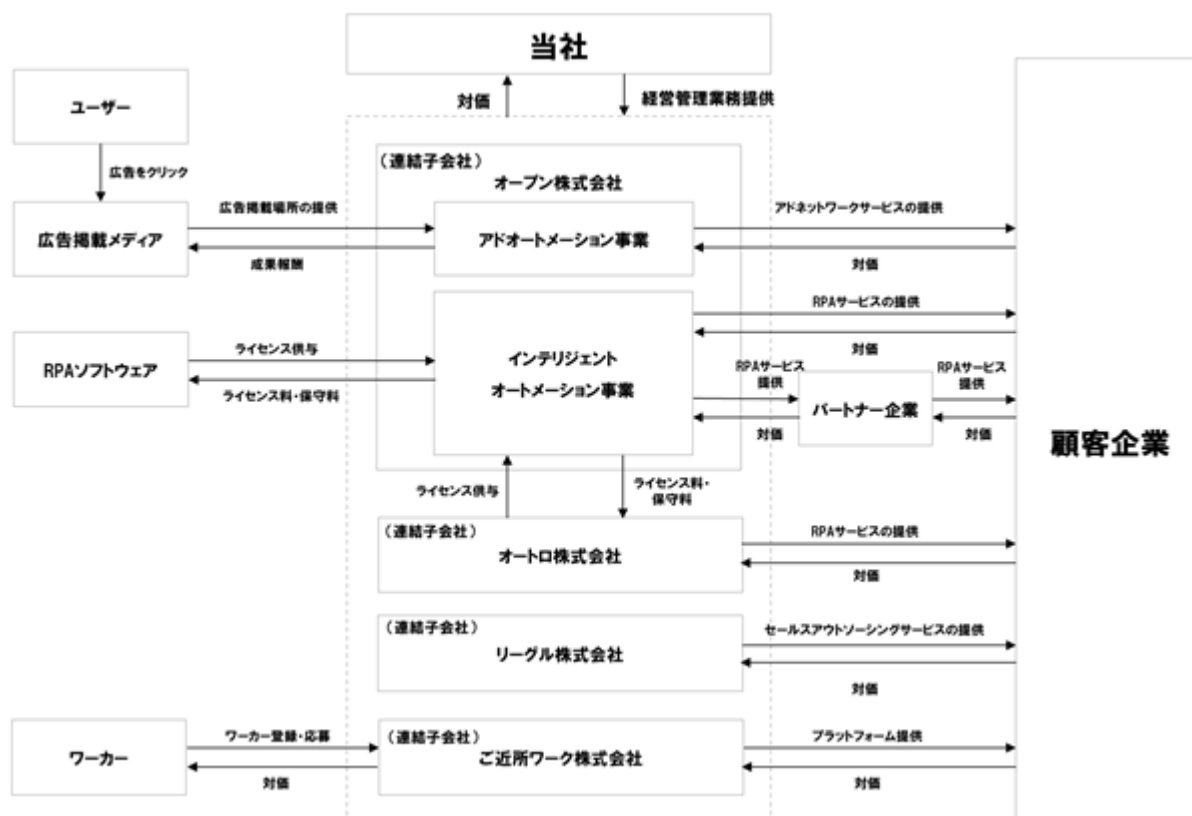 当社
対価
経営管理業務提供
ユーザー
広告をクリック
広告掲載メディア
広告掲載場所の提供
成果報酬
(連結子会社)
オープン株式会社
アドオートメーション事業
アドネットワークサービスの提供
対価
RPAソフトウェア
ライセンス供与
ライセンス料・保守料
インテリジェント
オートメーション事業
RPAサービスの提供
対価
RPAサービス
提供
対価
パートナー企業
RPAサービス
提供
対価
顧客企業
ライセンス供与
ライセンス料・
保守料
(連結子会社)
オートロ株式会社
RPAサービスの提供
対価
(連結子会社)
リーグル株式会社
セールスアウトソーシングサービスの提供
対価
ワーカー
ワーカー登録・応募
対価
(連結子会社)
ご近所ワーク株式会社
プラットフォーム提供
対価